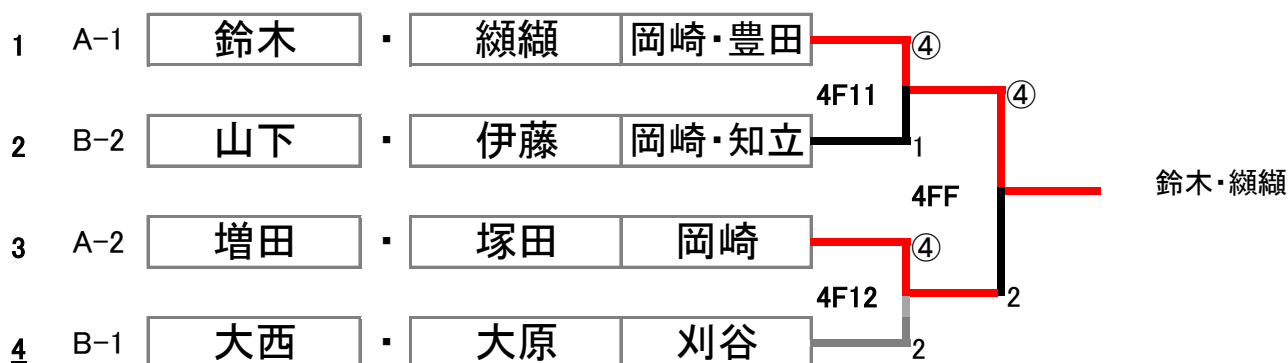 1 A-1 鈴木 ・ 纐纈 岡崎・豊田 ④
4F11 ④
2 B-2 山下 ・ 伊藤 岡崎・知立 1
4FF 鈴木・纐纈
3 A-2 増田 ・ 塚田 岡崎 ④
4F12 2
4 B-1 大西 ・ 大原 刈谷 2